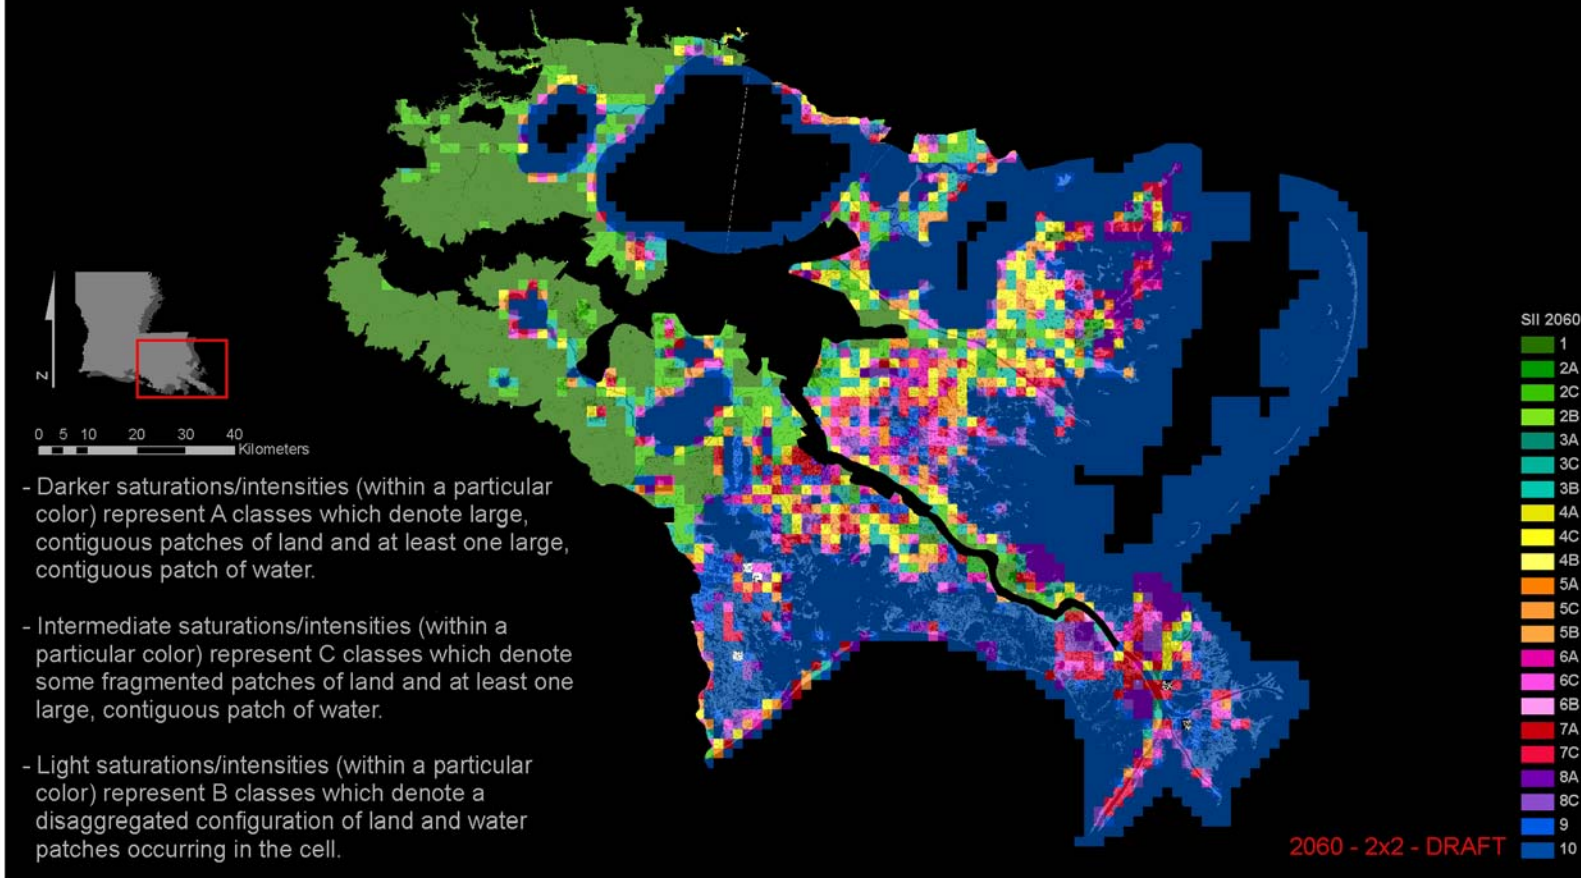 N
0 5 10 20 30 40
Kilometers
- Darker saturations/intensities (within a particular
color) represent A classes which denote large,
contiguous patches of land and at least one large,
contiguous patch of water.
- Intermediate saturations/intensities (within a
particular color) represent C classes which denote
some fragmented patches of land and at least one
large, contiguous patch of water.
- Light saturations/intensities (within a particular
color) represent B classes which denote a
disaggregated configuration of land and water
patches occurring in the cell.
SII 2060
1
2A
2C
2B
3A
3C
3B
4A
4C
4B
5A
5C
5B
6A
6C
6B
7A
7C
8A
8C
9
10
2060 - 2x2 - DRAFT